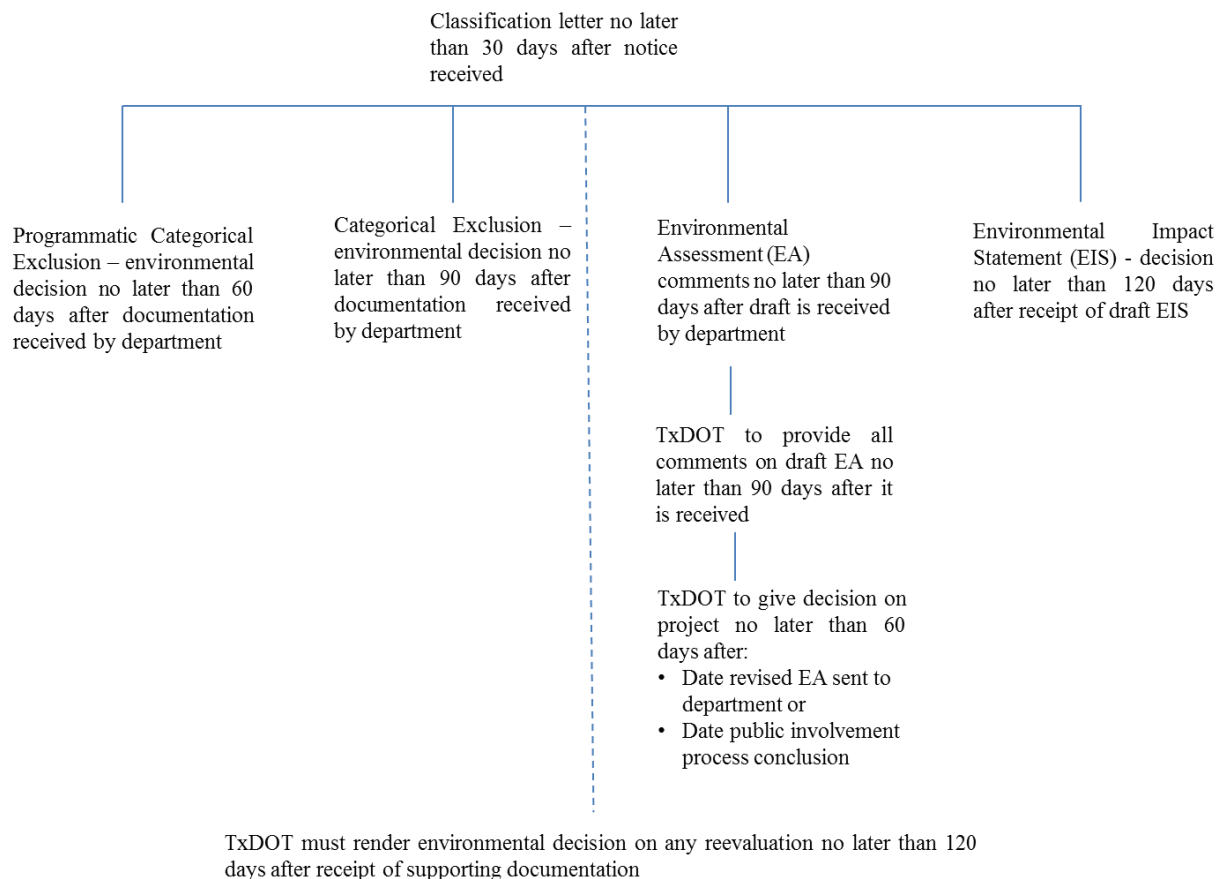 Classification letter no later
than 30 days after notice
received
Programmatic Categorical
Exclusion – environmental
decision no later than 60
days after documentation
received by department
Categorical Exclusion –
environmental decision no
later than 90 days after
documentation received
by department
Environmental
Assessment (EA)
comments no later than 90
days after draft is received
by department
Environmental Impact
Statement (EIS) - decision
no later than 120 days
after receipt of draft EIS
TxDOT to provide all
comments on draft EA no
later than 90 days after it
is received
TxDOT to give decision on
project no later than 60
days after:
• Date revised EA sent to
department or
• Date public involvement
process conclusion
TxDOT must render environmental decision on any reevaluation no later than 120
days after receipt of supporting documentation